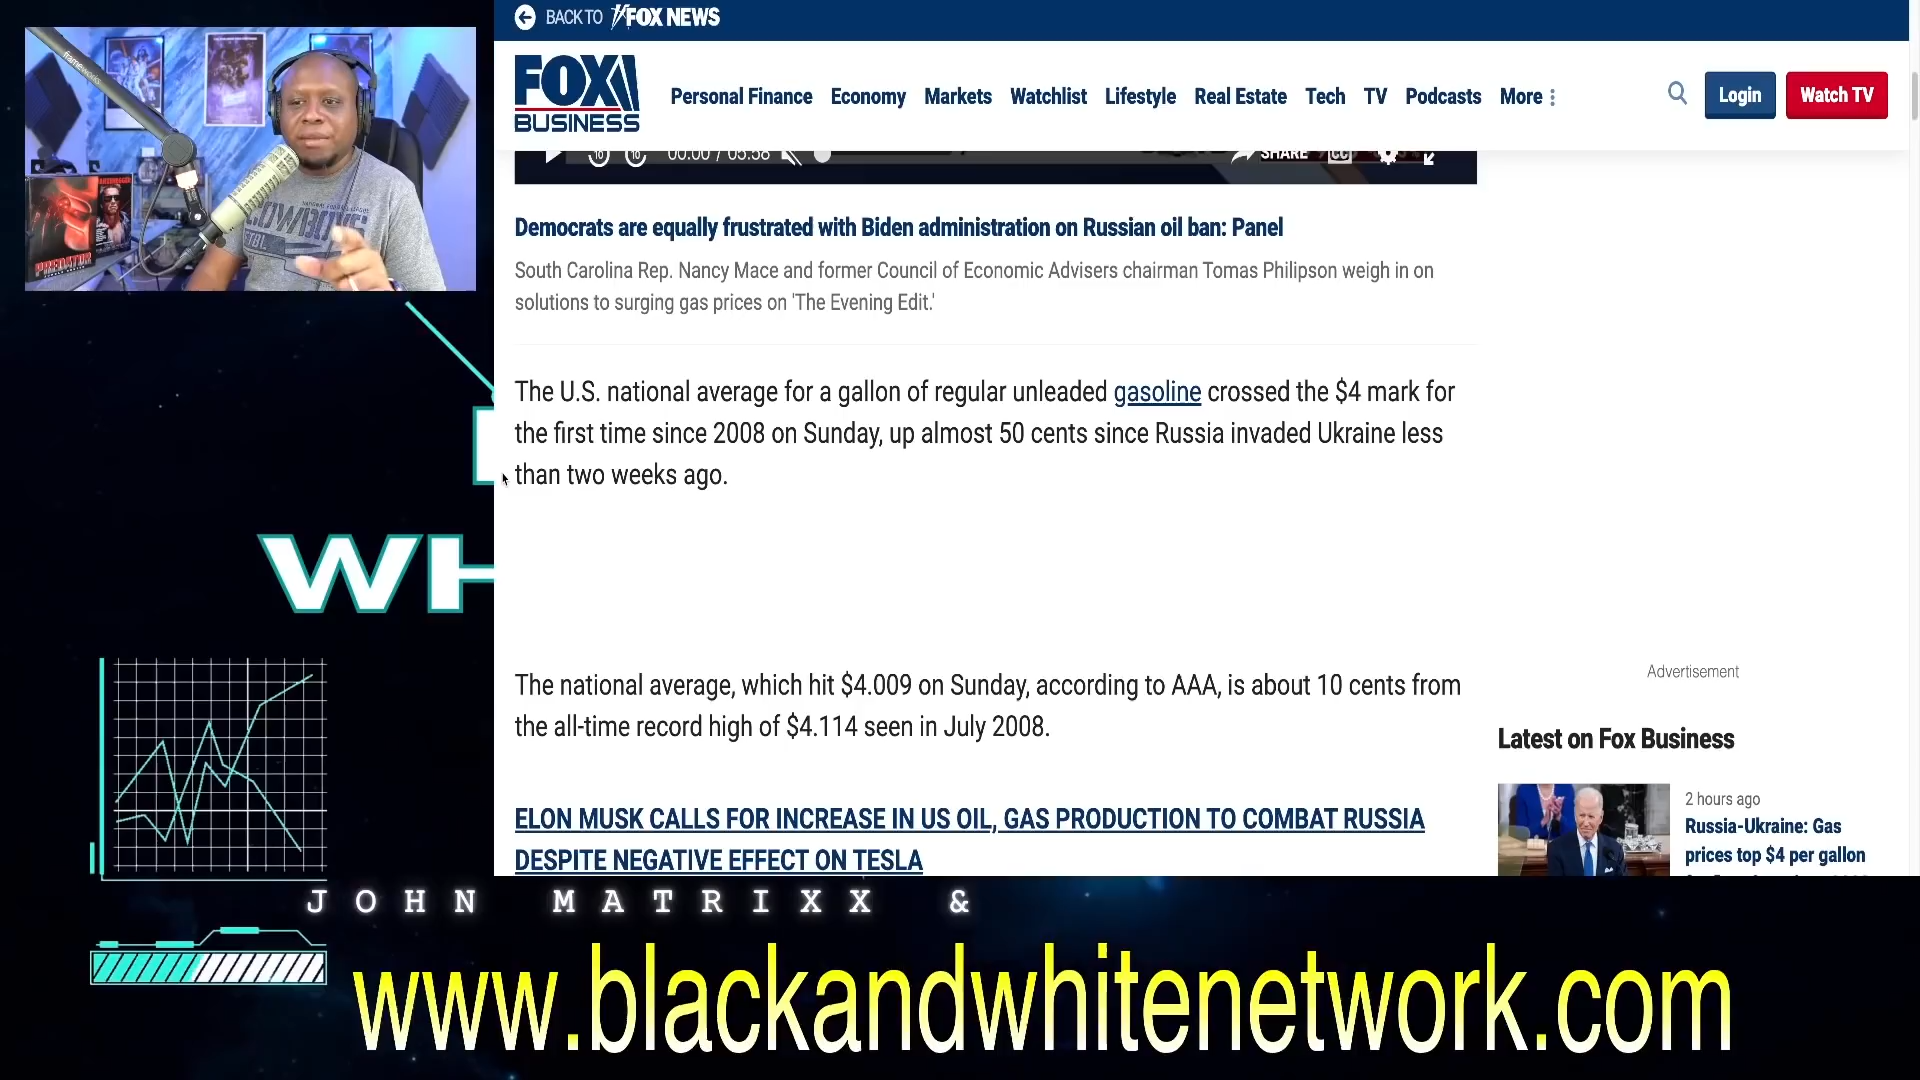 BACK TO FOX NEWS
FOX
BUSINESS
Personal Finance Economy Markets Watchlist Lifestyle Real Estate Tech TV Podcasts More
Login
Watch TV
00:00 / 05:58
SHARE
CC
Democrats are equally frustrated with Biden administration on Russian oil ban: Panel
South Carolina Rep. Nancy Mace and former Council of Economic Advisers chairman Tomas Philipson weigh in on
solutions to surging gas prices on 'The Evening Edit.'
The U.S. national average for a gallon of regular unleaded gasoline crossed the $4 mark for
the first time since 2008 on Sunday, up almost 50 cents since Russia invaded Ukraine less
than two weeks ago.
The national average, which hit $4.009 on Sunday, according to AAA, is about 10 cents from
the all-time record high of $4.114 seen in July 2008.
ELON MUSK CALLS FOR INCREASE IN US OIL, GAS PRODUCTION TO COMBAT RUSSIA
DESPITE NEGATIVE EFFECT ON TESLA
Advertisement
Latest on Fox Business
2 hours ago
Russia-Ukraine: Gas
prices top $4 per gallon
PREDATOR
WH
JOHN MATRIXX &
www.blackandwhitenetwork.com